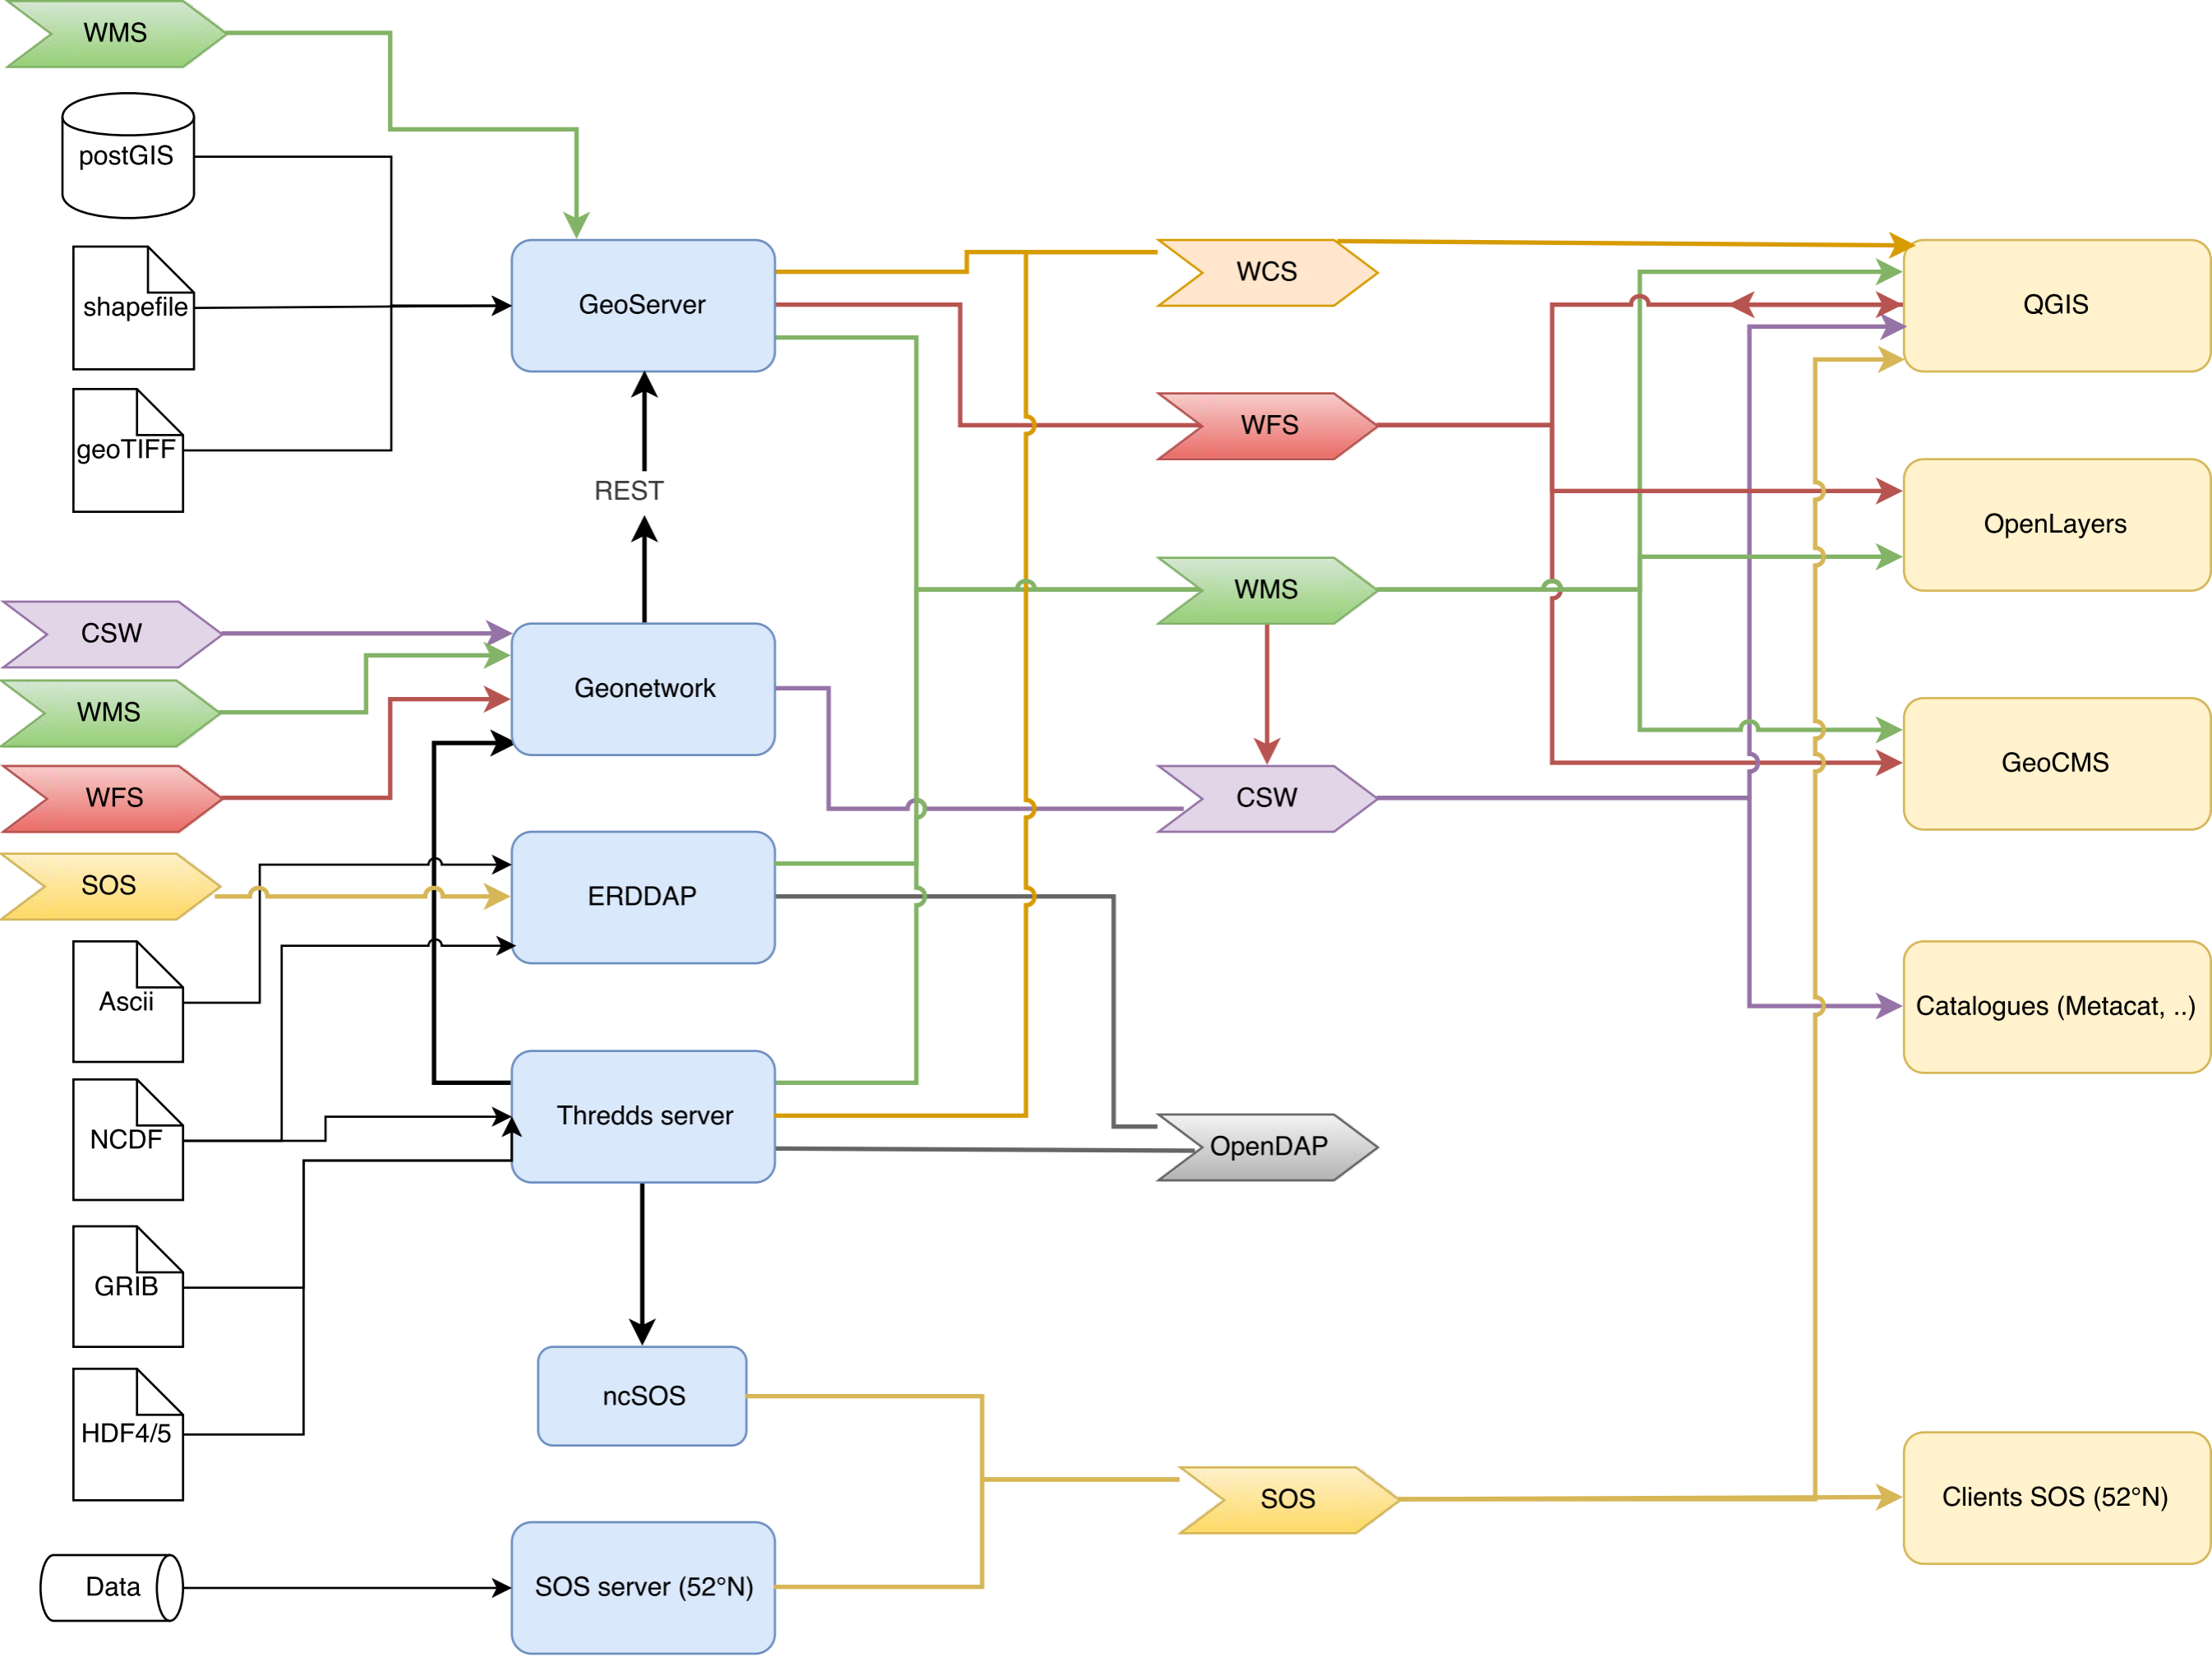 WMS
postGIS
shapefile
geoTIFF
CSW
WMS
WFS
SOS
Ascii
NCDF
GRIB
HDF4/5
Data
GeoServer
REST
Geonetwork
ERDDAP
Thredds server
ncSOS
SOS server (52°N)
WCS
WFS
WMS
CSW
OpenDAP
SOS
QGIS
OpenLayers
GeoCMS
Catalogues (Metacat, ..)
Clients SOS (52°N)